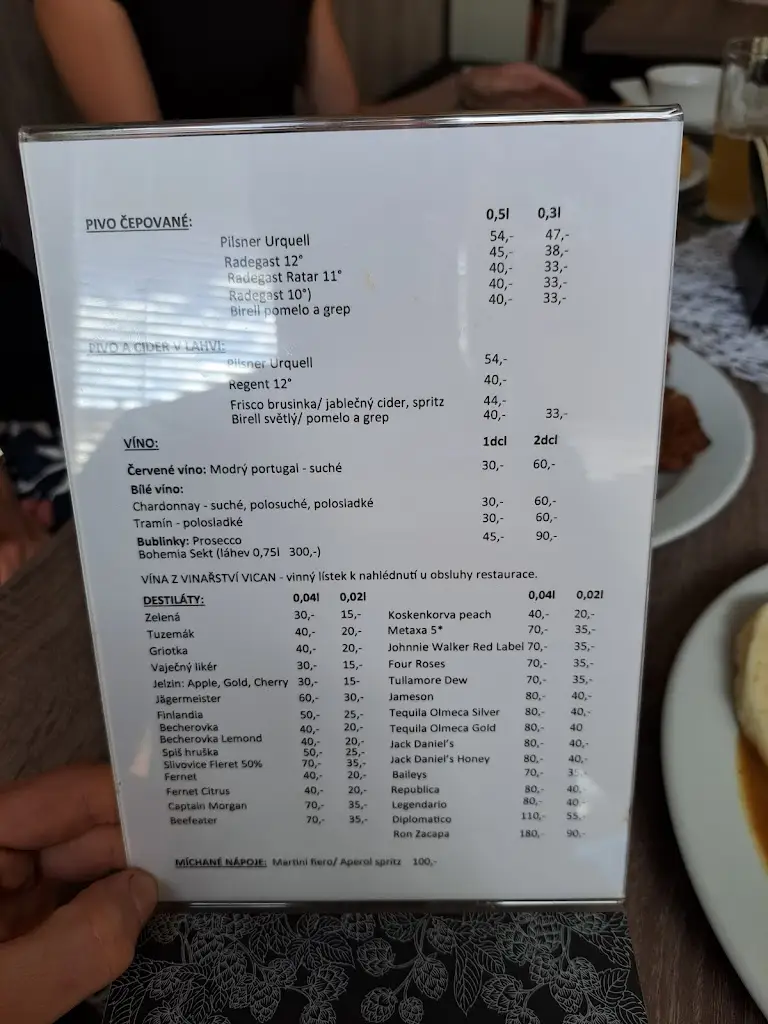 0,5l 0,3l
PIVO ČEPOVANÉ:
Pilsner Urquell 54,- 47,-
Radegast 12° 45,- 38,-
Radegast Ratar 11° 40,- 33,-
Radegast 10°) 40,- 33,-
Birell pomelo a grep 40,- 33,-
PIVO A CIDER V LAHVI:
Pilsner Urquell 54,-
Regent 12° 40,-
Frisco brusinka/ jablečný cider, spritz 44,-
Birell světlý/ pomelo a grep 40,- 33,-
VÍNO: 1dcl 2dcl
Červené víno: Modrý portugal - suché 30,- 60,-
Bílé víno:
Chardonnay - suché, polosuché, polosladké 30,- 60,-
Tramín - polosladké 30,- 60,-
Bublinky: Prosecco 45,- 90,-
Bohemia Sekt (láhev 0,75l 300,-)
VÍNA Z VINAŘSTVÍ VICAN - vinný lístek k nahlédnutí u obsluhy restaurace.
DESTILÁTY: 0,04l 0,02l
Zelená 30,- 15,-
Tuzemák 40,- 20,-
Griotka 40,- 20,-
Vaječný likér 30,- 15,-
Jelzin: Apple, Gold, Cherry 30,- 15-
Jägermeister 60,- 30,-
Finlandia 50,- 25,-
Becherovka 40,- 20,-
Becherovka Lemond 40,- 20,-
Spiš hruška 50,- 25,-
Slivovice Fleret 50% 70,- 35,-
Fernet 40,- 20,-
Fernet Citrus 40,- 20,-
Captain Morgan 70,- 35,-
Beefeater 70,- 35,-
0,04l 0,02l
Koskenkorva peach 40,- 20,-
Metaxa 5* 70,- 35,-
Johnnie Walker Red Label 70,- 35,-
Four Roses 70,- 35,-
Tullamore Dew 70,- 35,-
Jameson 80,- 40,-
Tequila Olmeca Silver 80,- 40,-
Tequila Olmeca Gold 80,- 40
Jack Daniel's 80,- 40,-
Jack Daniel's Honey 80,- 40,-
Baileys 70,-
Republica 80,- 40,-
Legendario 80,- 40,-
Diplomatico 110,- 55,-
Ron Zacapa 180,- 90,-
MÍCHANÉ NÁPOJE: Martini fiero/ Aperol spritz 100,-